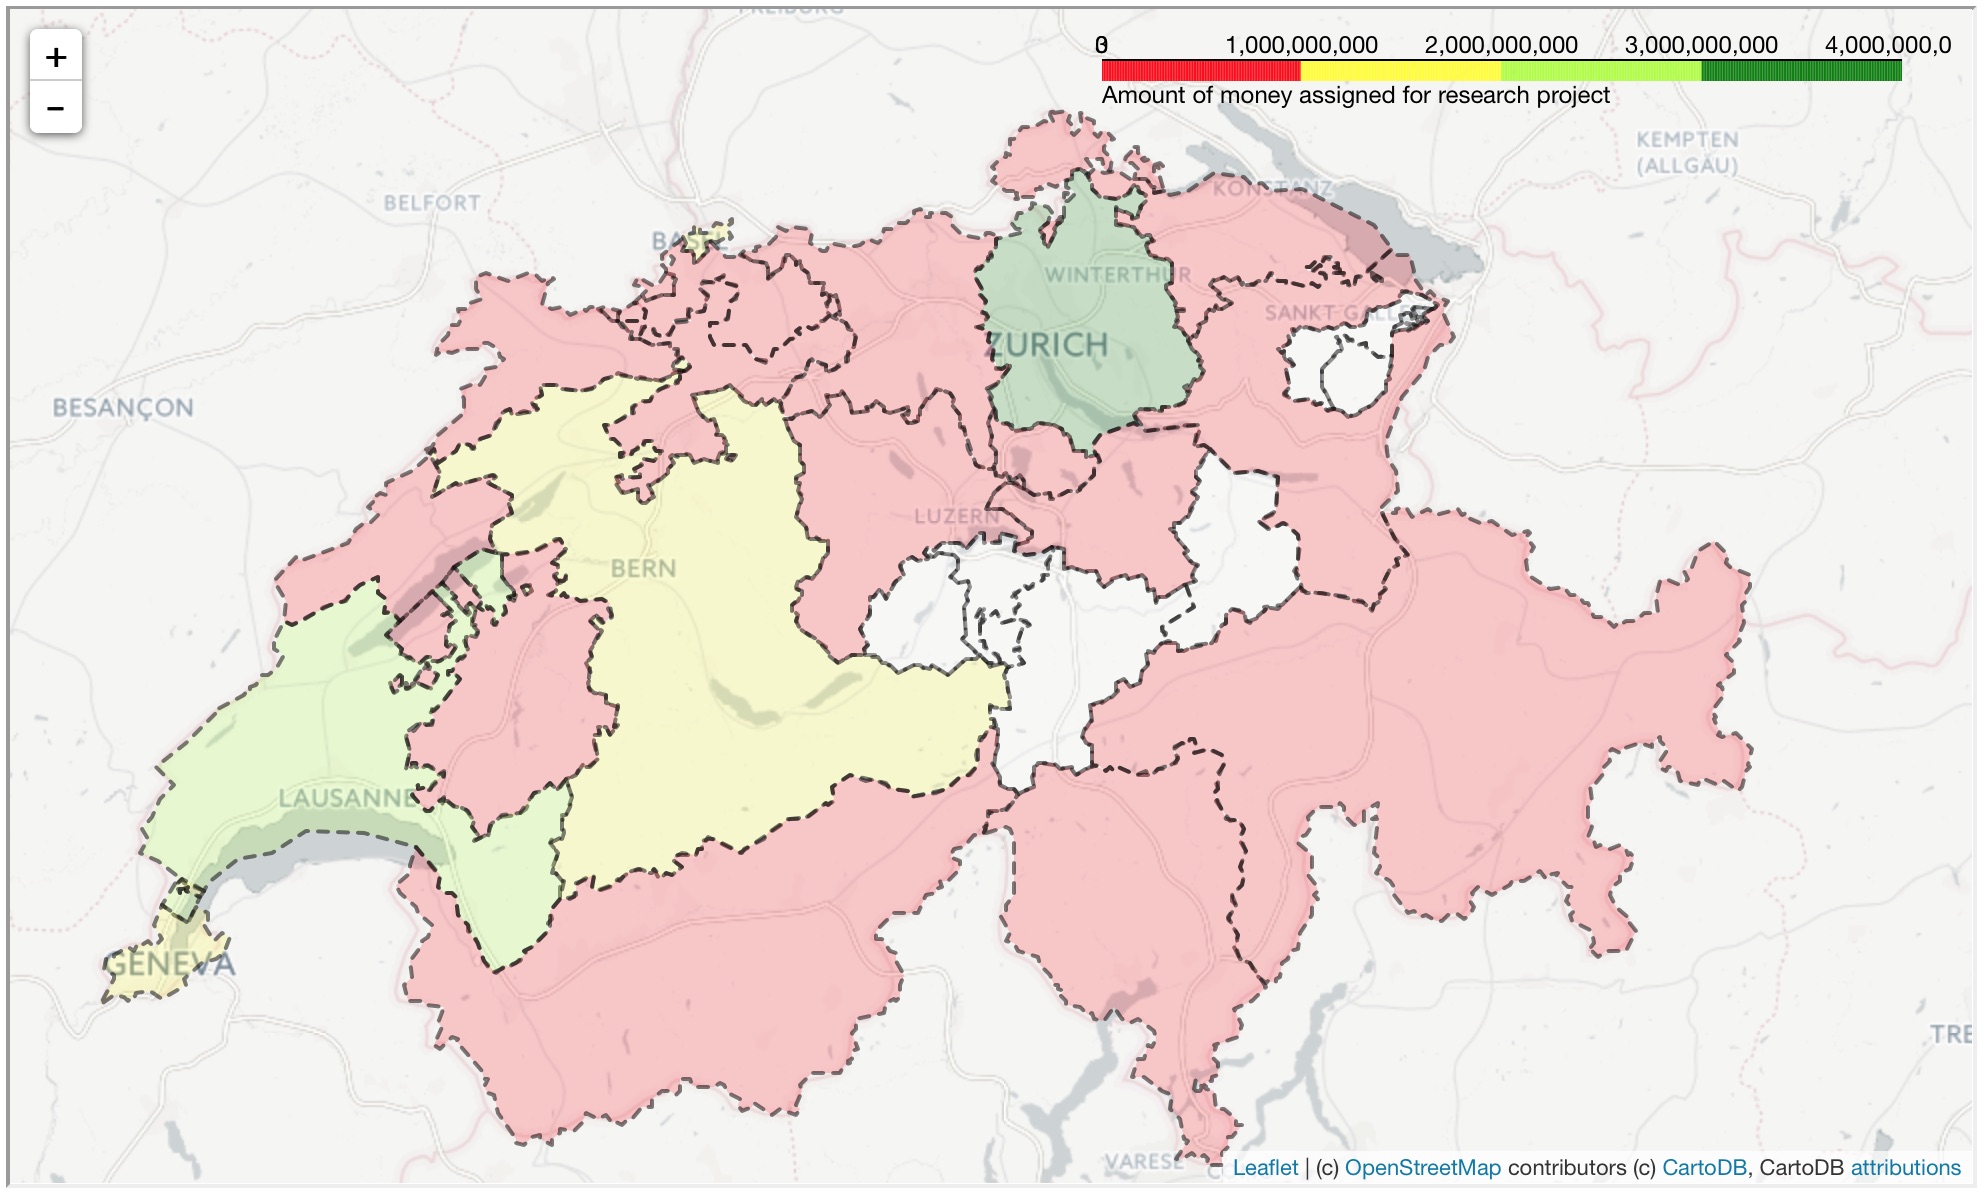 +
−
0 1,000,000,000 2,000,000,000 3,000,000,000 4,000,000,0
Amount of money assigned for research project
KEMPTEN
(ALLGÄU)
KONSTANZ
BELFORT
BASEL
WINTERTHUR
SANKT GALLEN
ZURICH
BESANÇON
LUZERN
BERN
LAUSANNE
GENEVA
TRE
VARESE
Leaflet | (c) OpenStreetMap contributors (c) CartoDB, CartoDB attributions